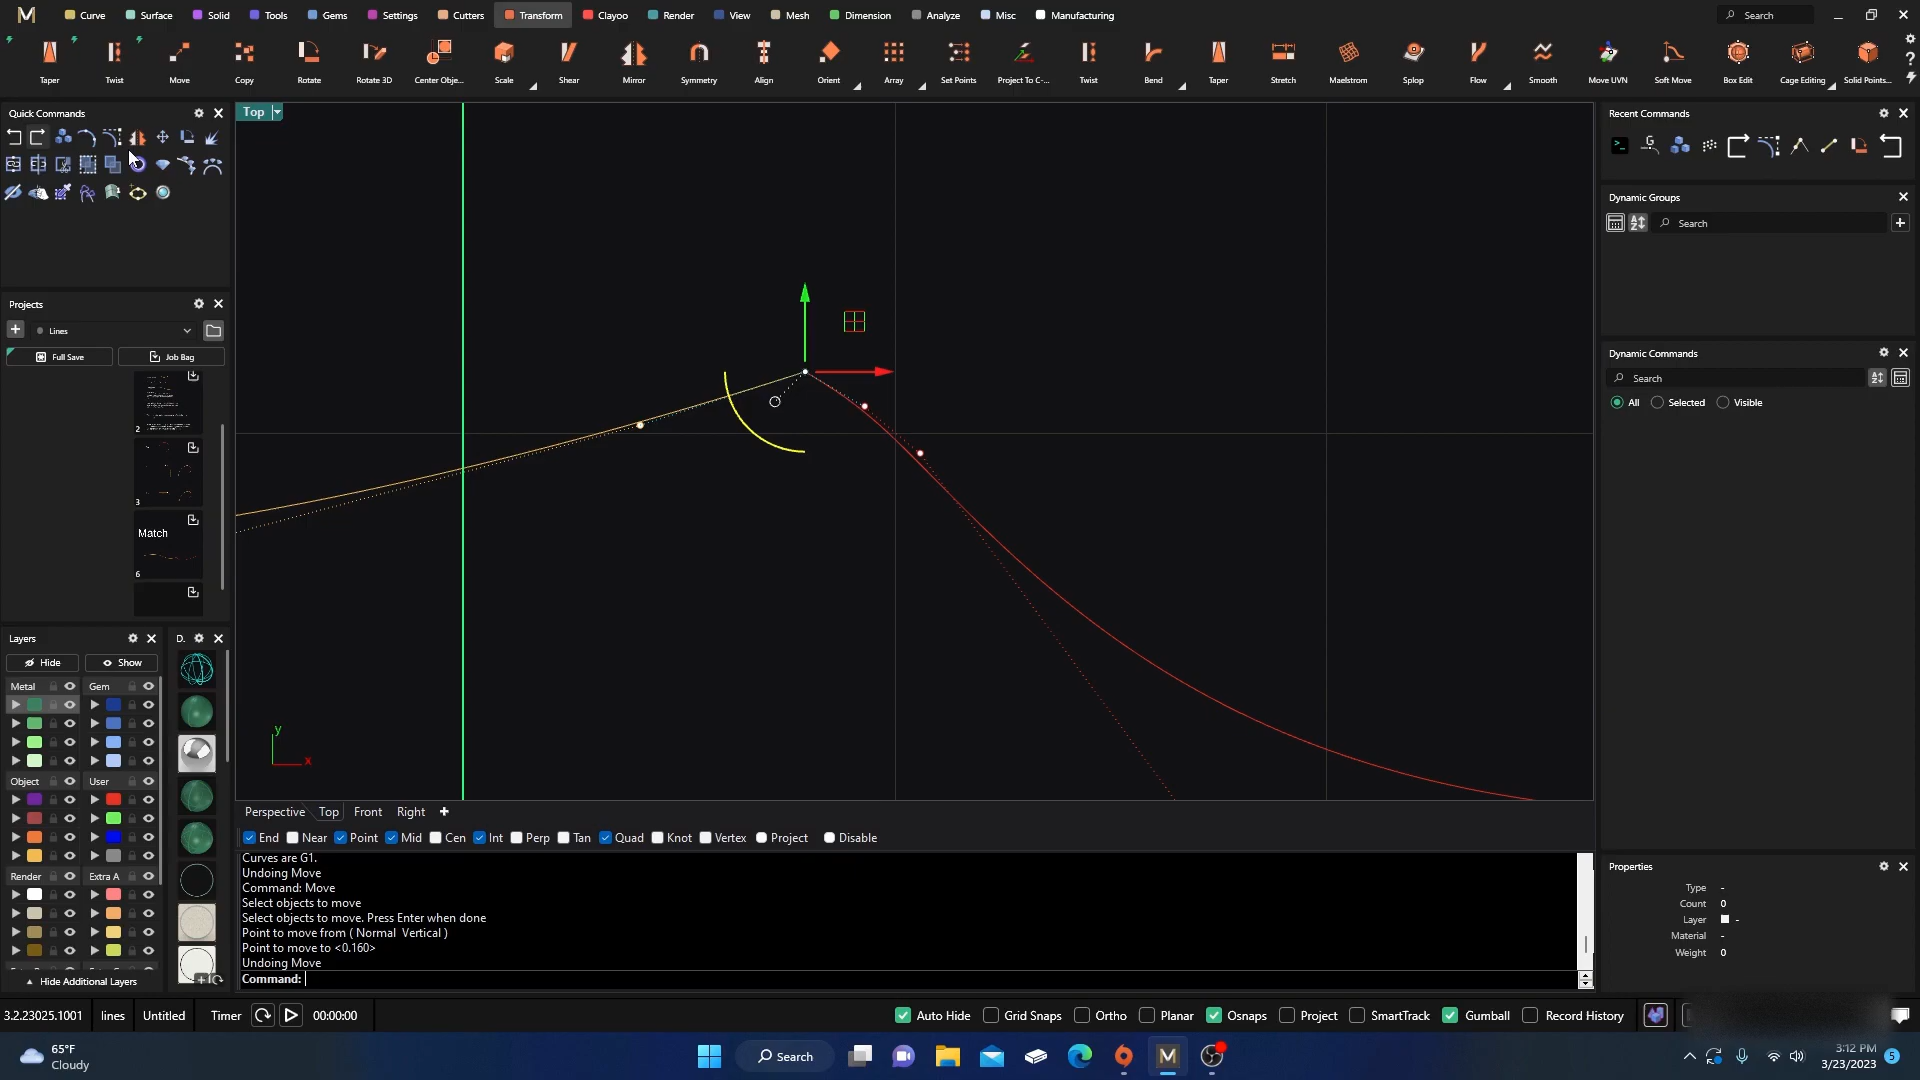 Curve Surface Solid Tools Gems Settings Cutters Transform Clayoo Render View Mesh Dimension Analyze Misc Manufacturing Search
Taper Twist Move Copy Rotate Rotate 3D Center Obje... Scale Shear Mirror Symmetry Align Orient Array Set Points Project To C-... Twist Bend Taper Stretch Maelstrom Splop Flow Smooth Move UVN Soft Move Box Edit Cage Editing Solid Points...
Quick Commands
Top
Recent Commands
Dynamic Groups
Search
Projects
Lines
Full Save Job Bag
2
3
Match
6
Dynamic Commands
Search
All Selected Visible
Layers D.
Hide Show
Metal Gem
Object User
Render Extra A
Hide Additional Layers
y
x
Perspective Top Front Right
End Near Point Mid Cen Int Perp Tan Quad Knot Vertex Project Disable
Curves are G1.
Undoing Move
Command: Move
Select objects to move
Select objects to move. Press Enter when done
Point to move from ( Normal Vertical )
Point to move to <0.160>
Undoing Move
Command:
Properties
Type -
Count 0
Layer -
Material -
Weight 0
3.2.23025.1001 lines Untitled Timer 00:00:00 Auto Hide Grid Snaps Ortho Planar Osnaps Project SmartTrack Gumball Record History
65°F
Cloudy
Search
3:12 PM
3/23/2023
5